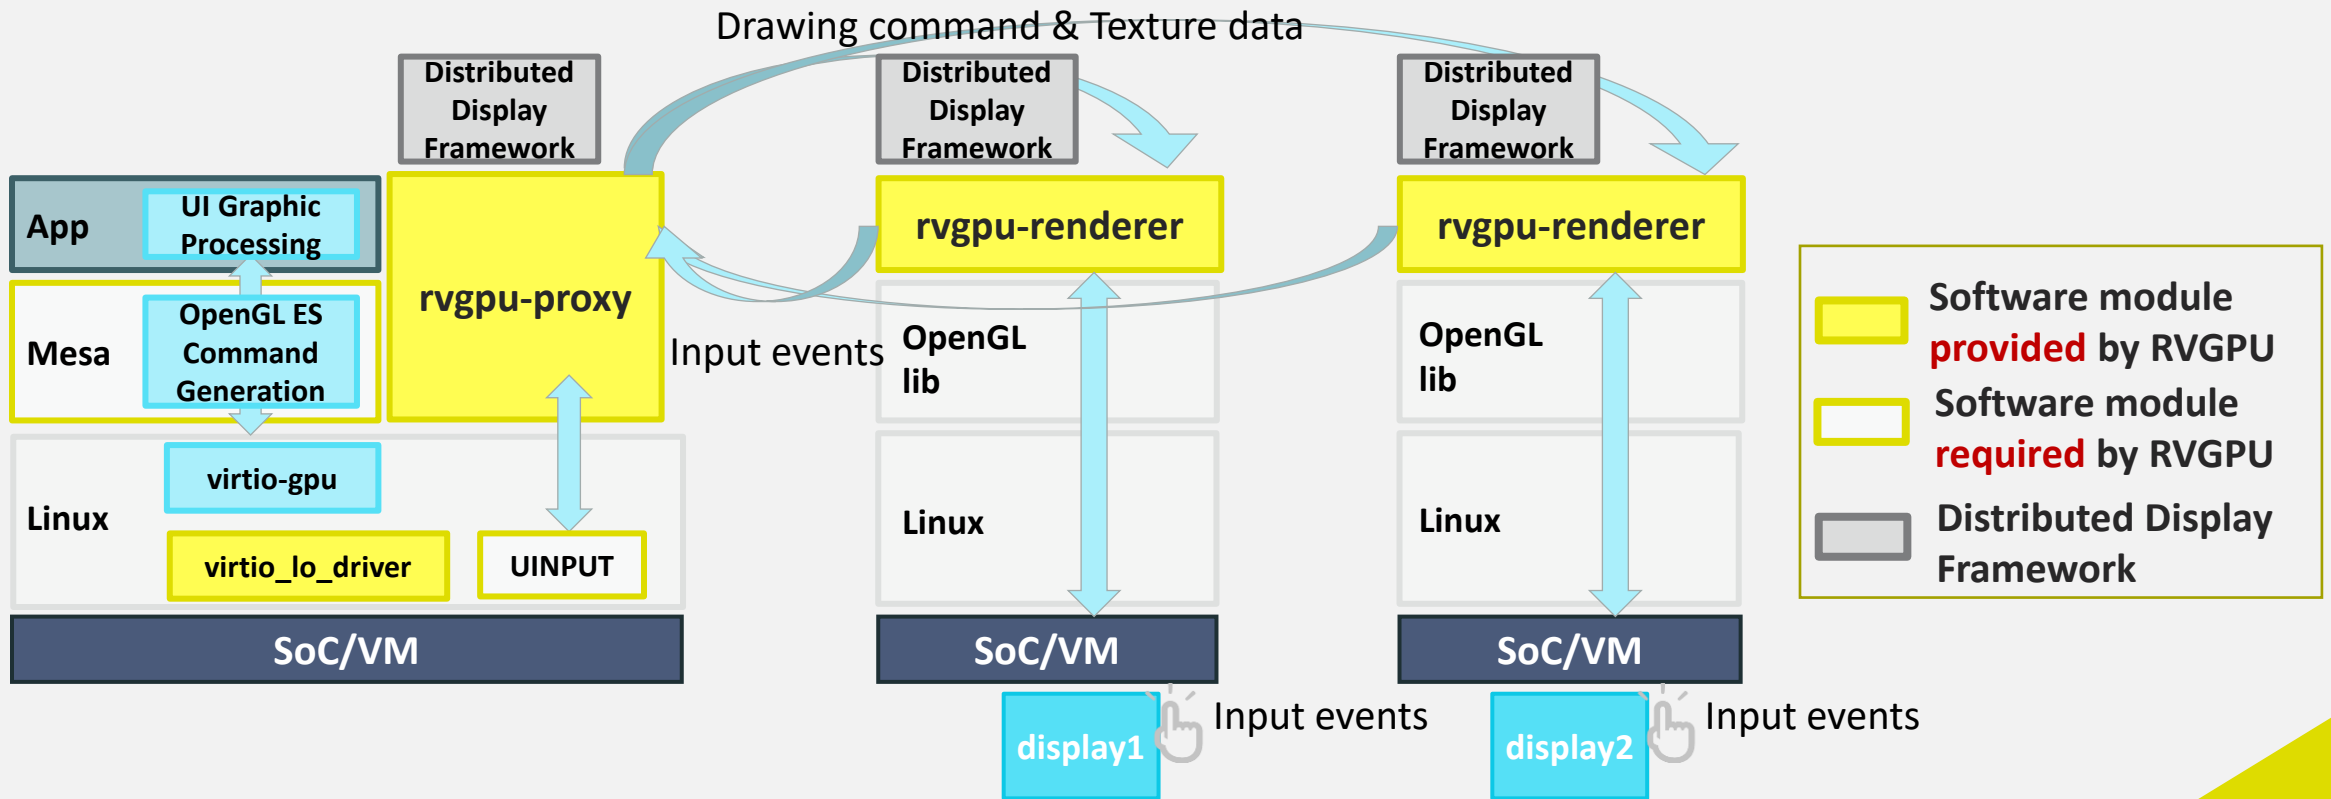 Drawing command & Texture data
Distributed
Display
Framework
Distributed
Display
Framework
Distributed
Display
Framework
App
UI Graphic
Processing
rvgpu-proxy
rvgpu-renderer
rvgpu-renderer
Mesa
OpenGL ES
Command
Generation
Input events
OpenGL
lib
OpenGL
lib
Linux
virtio-gpu
virtio_lo_driver
UINPUT
Linux
Linux
SoC/VM
SoC/VM
SoC/VM
display1
Input events
display2
Input events
Software module
provided by RVGPU
Software module
required by RVGPU
Distributed Display
Framework